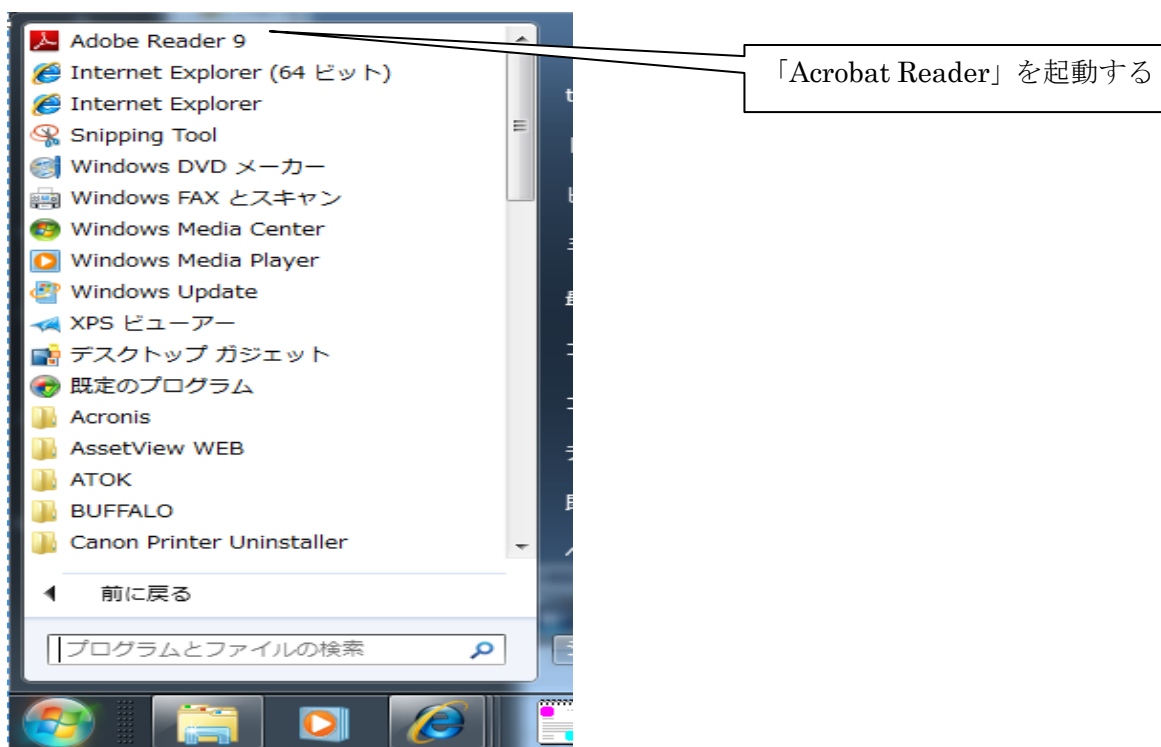 Adobe Reader 9
「Acrobat Reader」を起動する
Internet Explorer (64 ビット)
Internet Explorer
Snipping Tool
Windows DVD メーカー
Windows FAX とスキャン
Windows Media Center
Windows Media Player
Windows Update
XPS ビューアー
デスクトップ ガジェット
既定のプログラム
Acronis
AssetView WEB
ATOK
BUFFALO
Canon Printer Uninstaller
前に戻る
プログラムとファイルの検索